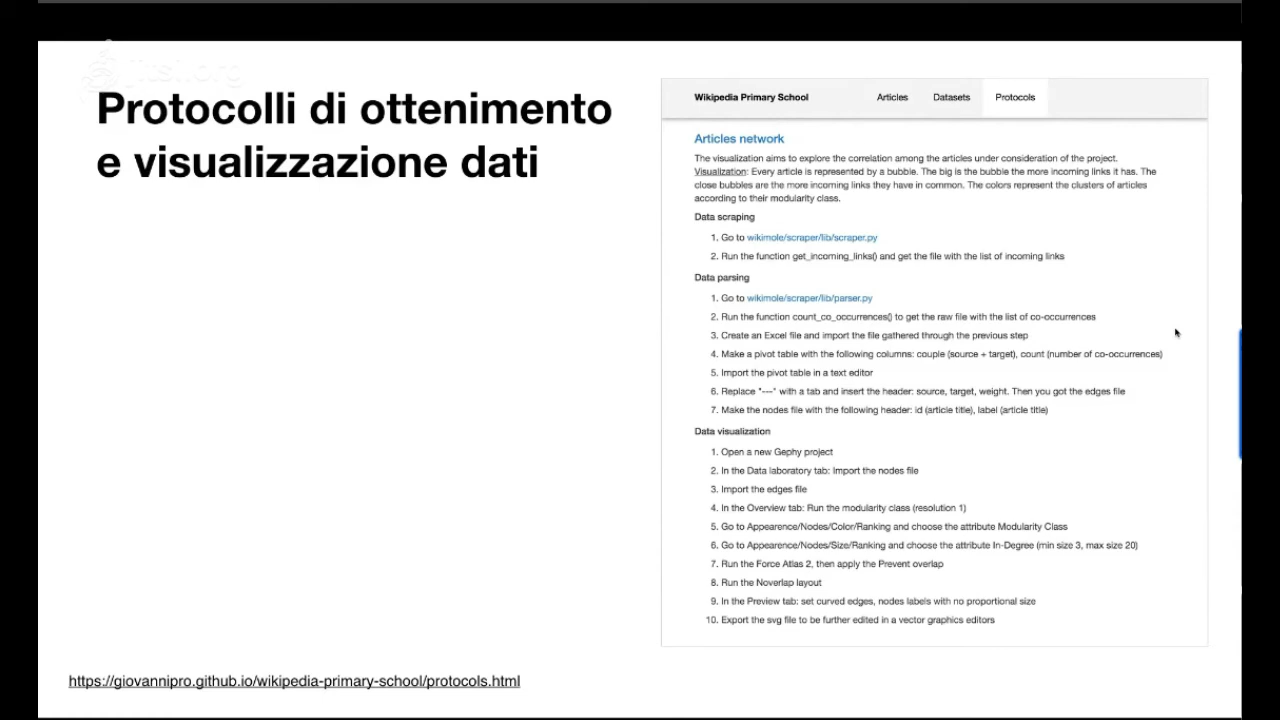 Protocolli di ottenimento
e visualizzazione dati
Wikipedia Primary School
Articles
Datasets
Protocols
Articles network
The visualization aims to explore the correlation among the articles under consideration of the project.
Visualization: Every article is represented by a bubble. The big is the bubble the more incoming links it has. The
close bubbles are the more incoming links they have in common. The colors represent the clusters of articles
according to their modularity class.
Data scraping
1. Go to wikimole/scraper/lib/scraper.py
2. Run the function get_incoming_links() and get the file with the list of incoming links
Data parsing
1. Go to wikimole/scraper/lib/parser.py
2. Run the function count_co_occurrences() to get the raw file with the list of co-occurrences
3. Create an Excel file and import the file gathered through the previous step
4. Make a pivot table with the following columns: couple (source + target), count (number of co-occurrences)
5. Import the pivot table in a text editor
6. Replace "---" with a tab and insert the header: source, target, weight. Then you got the edges file
7. Make the nodes file with the following header: id (article title), label (article title)
Data visualization
1. Open a new Gephy project
2. In the Data laboratory tab: Import the nodes file
3. Import the edges file
4. In the Overview tab: Run the modularity class (resolution 1)
5. Go to Appearence/Nodes/Color/Ranking and choose the attribute Modularity Class
6. Go to Appearence/Nodes/Size/Ranking and choose the attribute In-Degree (min size 3, max size 20)
7. Run the Force Atlas 2, then apply the Prevent overlap
8. Run the Noverlap layout
9. In the Preview tab: set curved edges, nodes labels with no proportional size
10. Export the svg file to be further edited in a vector graphics editors
https://giovannipro.github.io/wikipedia-primary-school/protocols.html